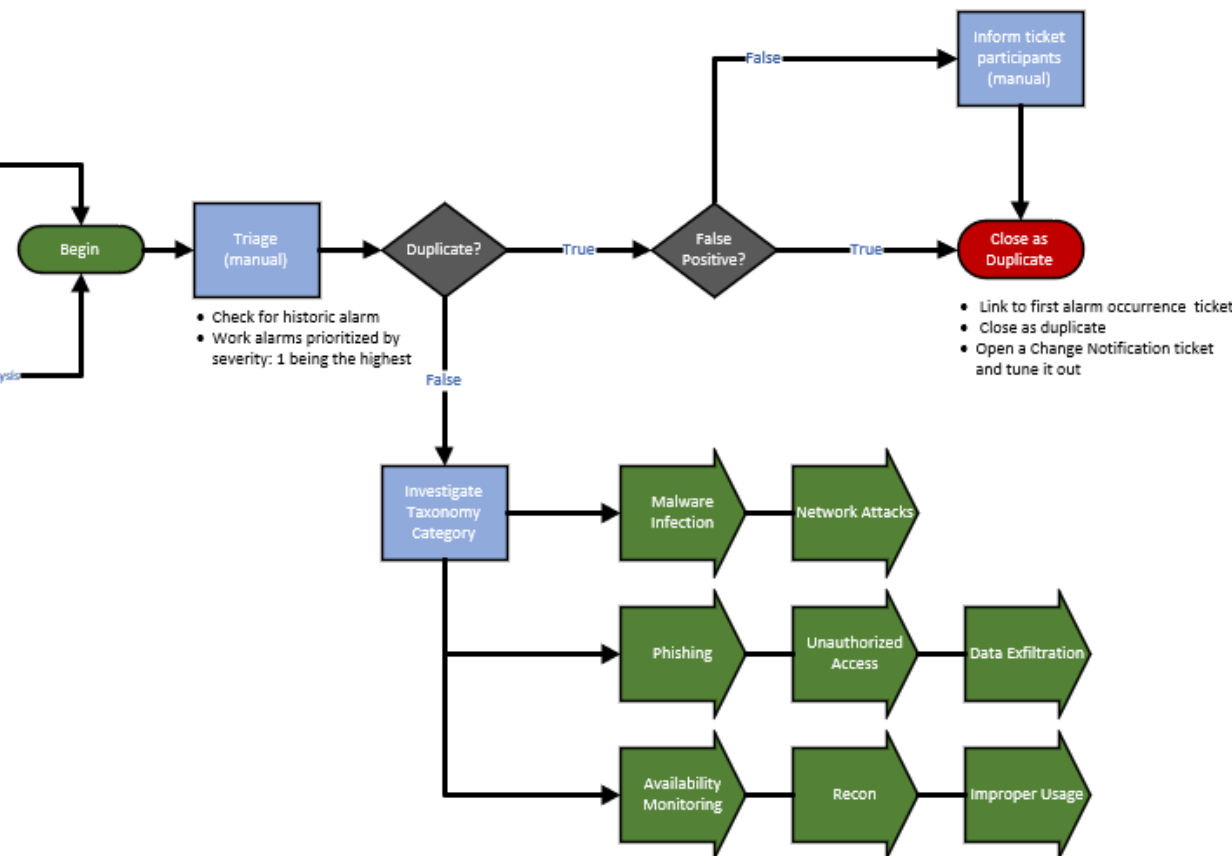 False
Inform ticket
participants
(manual)
Begin
Triage
(manual)
Duplicate?
True
False
Positive?
True
Close as
Duplicate
• Check for historic alarm
• Work alarms prioritized by
severity: 1 being the highest
• Link to first alarm occurrence ticket
• Close as duplicate
• Open a Change Notification ticket
and tune it out
ysis
False
Investigate
Taxonomy
Category
Malware
Infection
Network Attacks
Phishing
Unauthorized
Access
Data Exfiltration
Availability
Monitoring
Recon
Improper Usage